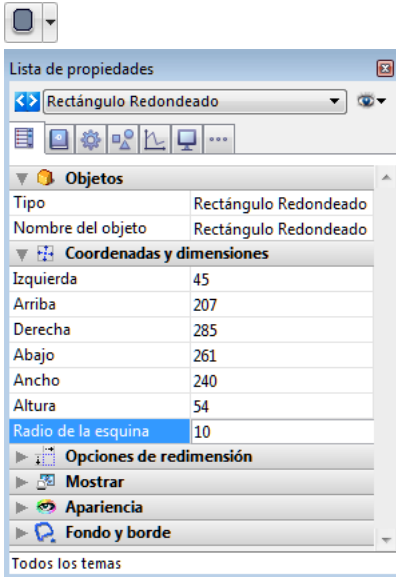 Lista de propiedades
Rectángulo Redondeado
Objetos
Tipo Rectángulo Redondeado
Nombre del objeto Rectángulo Redondeado
Coordenadas y dimensiones
Izquierda 45
Arriba 207
Derecha 285
Abajo 261
Ancho 240
Altura 54
Radio de la esquina 10
Opciones de redimensión
Mostrar
Apariencia
Fondo y borde
Todos los temas